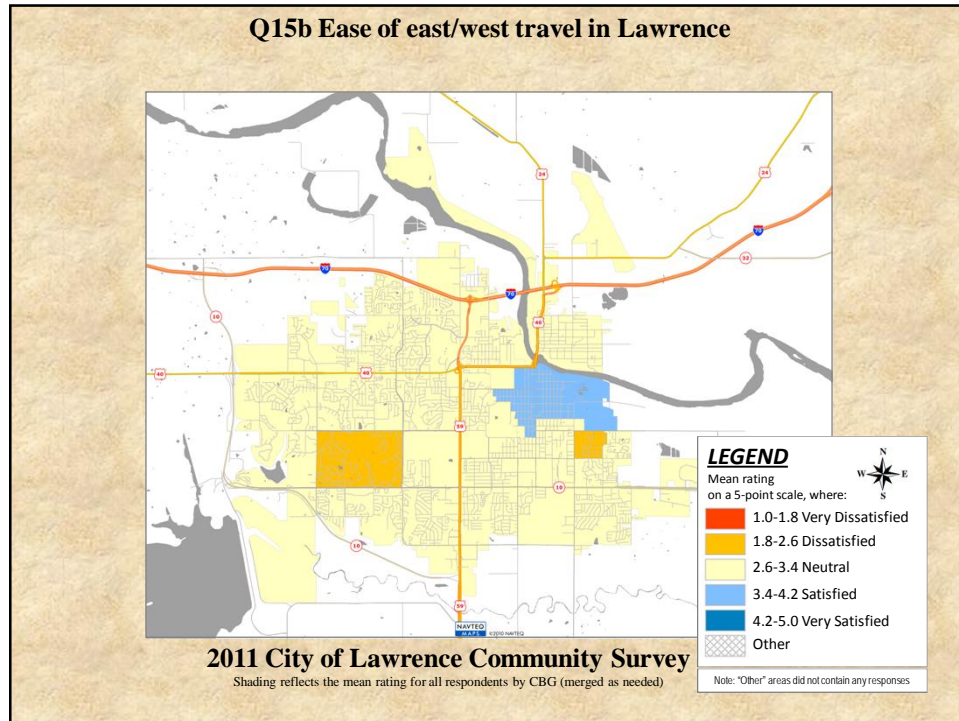 Q15b Ease of east/west travel in Lawrence
24
24
70
32
70
70
10
40
40
40
59
10
10
59
NAVTEQ
MAPS
©2010 NAVTEQ
LEGEND
Mean rating
on a 5-point scale, where:
N
W E
S
1.0-1.8 Very Dissatisfied
1.8-2.6 Dissatisfied
2.6-3.4 Neutral
3.4-4.2 Satisfied
4.2-5.0 Very Satisfied
Other
Note: "Other" areas did not contain any responses
2011 City of Lawrence Community Survey
Shading reflects the mean rating for all respondents by CBG (merged as needed)